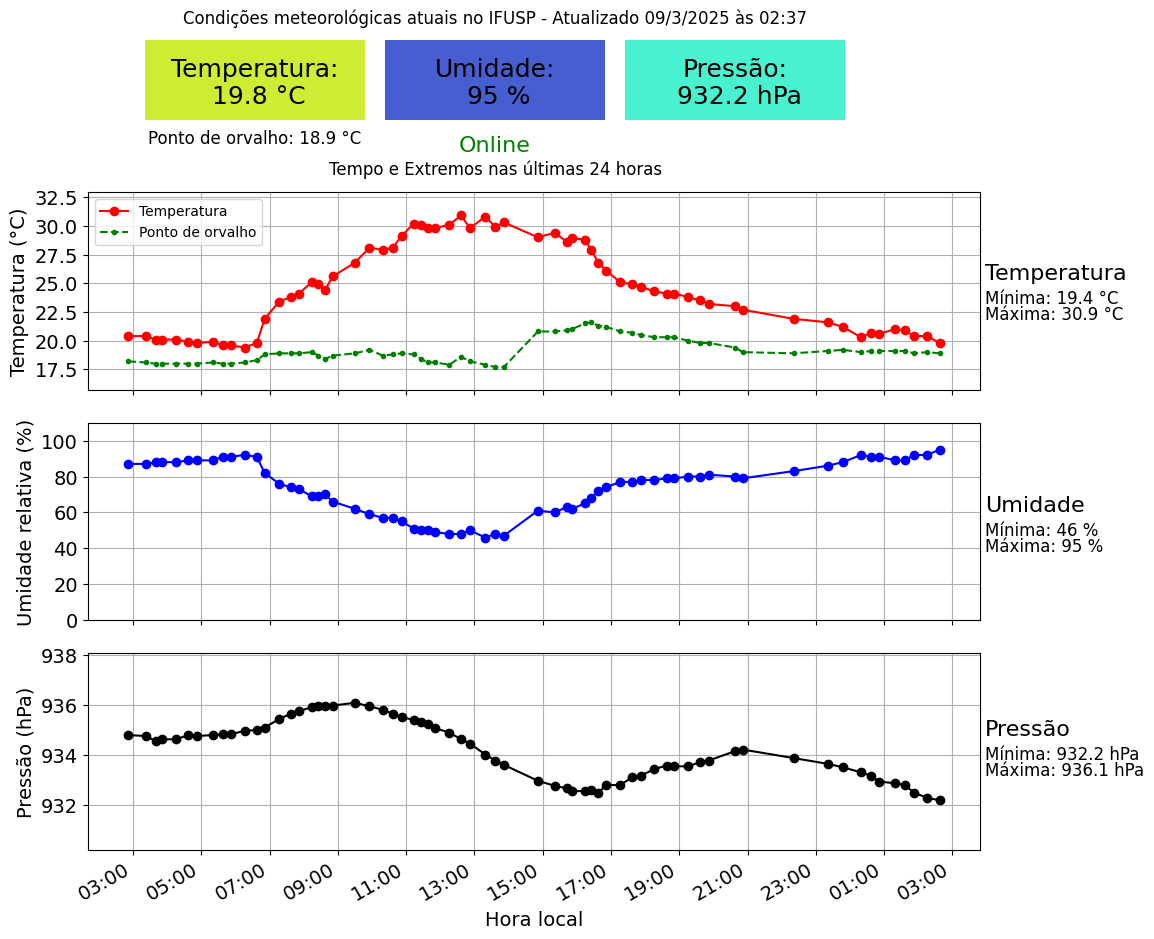 Condições meteorológicas atuais no IFUSP - Atualizado 09/3/2025 às 02:37
Temperatura:
19.8 °C
Umidade:
95 %
Pressão:
932.2 hPa
Ponto de orvalho: 18.9 °C
Online
Tempo e Extremos nas últimas 24 horas
Temperatura (°C)
32.5
30.0
27.5
25.0
22.5
20.0
17.5
Temperatura
Ponto de orvalho
Temperatura
Mínima: 19.4 °C
Máxima: 30.9 °C
Umidade relativa (%)
100
80
60
40
20
0
Umidade
Mínima: 46 %
Máxima: 95 %
Pressão (hPa)
938
936
934
932
Pressão
Mínima: 932.2 hPa
Máxima: 936.1 hPa
03:00 05:00 07:00 09:00 11:00 13:00 15:00 17:00 19:00 21:00 23:00 01:00 03:00
Hora local